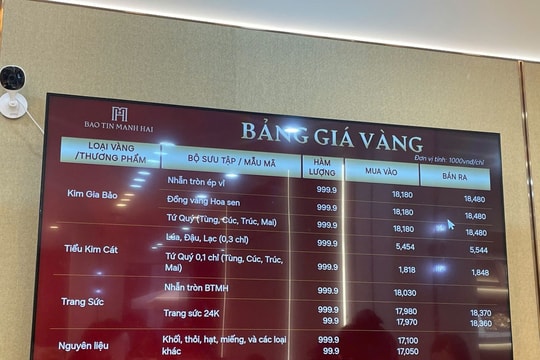 BAO TIN MANH HAI
BẢNG GIÁ VÀNG
Đơn vị tính: 1000vnđ/chỉ
LOẠI VÀNG /THƯƠNG PHẨM BỘ SƯU TẬP / MẪU MÃ HÀM LƯỢNG MUA VÀO BÁN RA
Kim Gia Bảo
Nhẫn tròn ép vỉ 999.9 18,180 18,480
Đồng vàng Hoa sen 999.9 18,180 18,480
Tứ Quý (Tùng, Cúc, Trúc, Mai) 999.9 18,180 18,480
Tiểu Kim Cát
Lúa, Đậu, Lạc (0,3 chỉ) 999.9 5,454 5,544
Tứ Quý 0,1 chỉ (Tùng, Cúc, Trúc, Mai) 999.9 1,818 1,848
Trang Sức
Nhẫn tròn BTMH 999.9 18,030
Trang sức 24K 999.9 17,980 18,370
99.9 17,970 18,360
Nguyên liệu
Khối, thỏi, hạt, miếng, và các loại khác 999.9 17,100
99.9 17,050